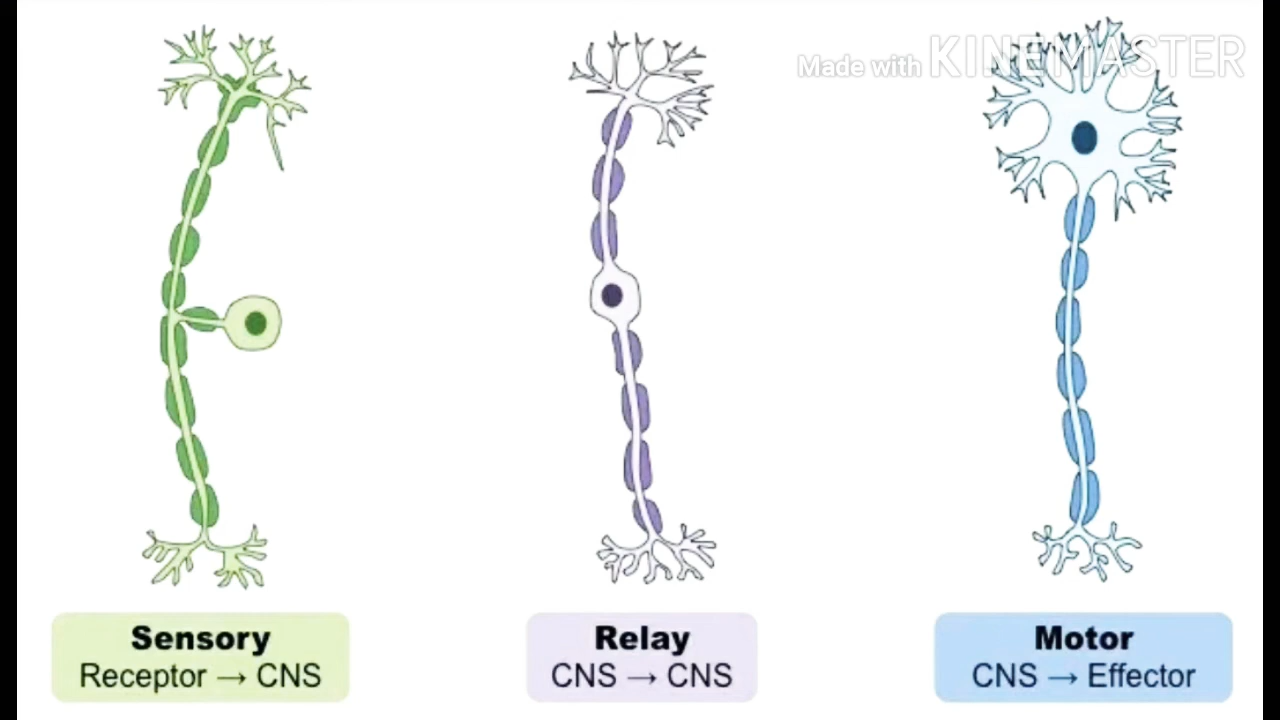 Made with KINEMASTER
Sensory
Receptor → CNS
Relay
CNS → CNS
Motor
CNS → Effector